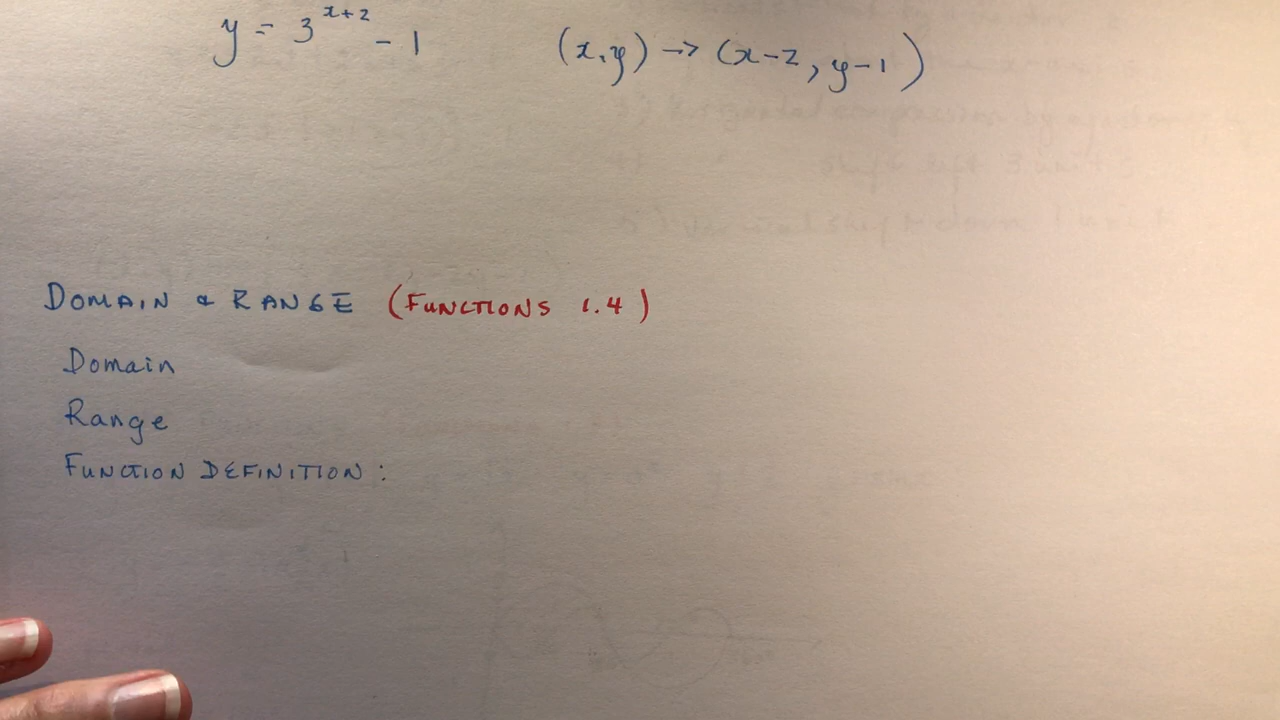 y = 3^{x+2} - 1 (x,y) → (x-2, y-1)
DOMAIN & RANGE (FUNCTIONS 1.4)
Domain
Range
FUNCTION DEFINITION: